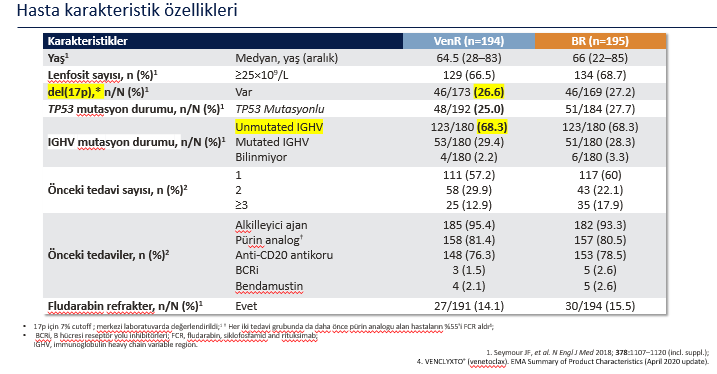 Hasta karakteristik özellikleri
Karakteristikler VenR (n=194) BR (n=195)
Yaş¹ Medyan, yaş (aralık) 64.5 (28–83) 66 (22–85)
Lenfosit sayısı, n (%)¹ ≥25×10⁹/L 129 (66.5) 134 (68.7)
del(17p),* n/N (%)¹ Var 46/173 (26.6) 46/169 (27.2)
TP53 mutasyon durumu, n/N (%)¹ TP53 Mutasyonlu 48/192 (25.0) 51/184 (27.7)
IGHV mutasyon durumu, n/N (%)¹
Unmutated IGHV 123/180 (68.3) 123/180 (68.3)
Mutated IGHV 53/180 (29.4) 51/180 (28.3)
Bilinmiyor 4/180 (2.2) 6/180 (3.3)
Önceki tedavi sayısı, n (%)²
1 111 (57.2) 117 (60)
2 58 (29.9) 43 (22.1)
≥3 25 (12.9) 35 (17.9)
Önceki tedaviler, n (%)²
Alkilleyici ajan 185 (95.4) 182 (93.3)
Pürin analog† 158 (81.4) 157 (80.5)
Anti-CD20 antikoru 148 (76.3) 153 (78.5)
BCRi 3 (1.5) 5 (2.6)
Bendamustin 4 (2.1) 5 (2.6)
Fludarabin refrakter, n/N (%)¹ Evet 27/191 (14.1) 30/194 (15.5)
• 17p için 7% cutoff ; merkezi laboratuvarda değerlendirildi;¹ † Her iki tedavi grubunda da daha önce pürin analogu alan hastaların %55'i FCR aldı⁴;
• BCRi, B hücresi reseptör yolu inhibitörleri; FCR, fludarabin, siklofosfamid and rituksimab;
IGHV, immunoglobulin heavy chain variable region.
1. Seymour JF, et al. N Engl J Med 2018; 378:1107–1120 (incl. suppl.);
4. VENCLYXTO® (venetoclax). EMA Summary of Product Characteristics (April 2020 update).